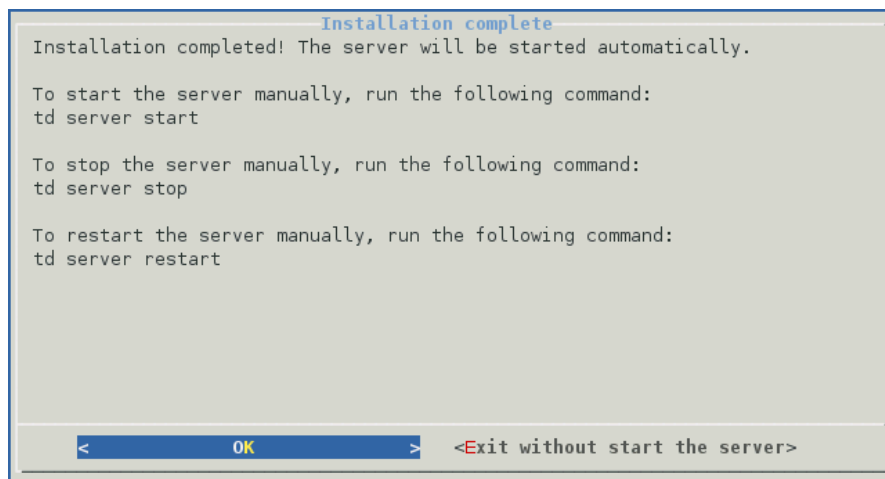 Installation complete
Installation completed! The server will be started automatically.
To start the server manually, run the following command:
td server start
To stop the server manually, run the following command:
td server stop
To restart the server manually, run the following command:
td server restart
< OK > <Exit without start the server>